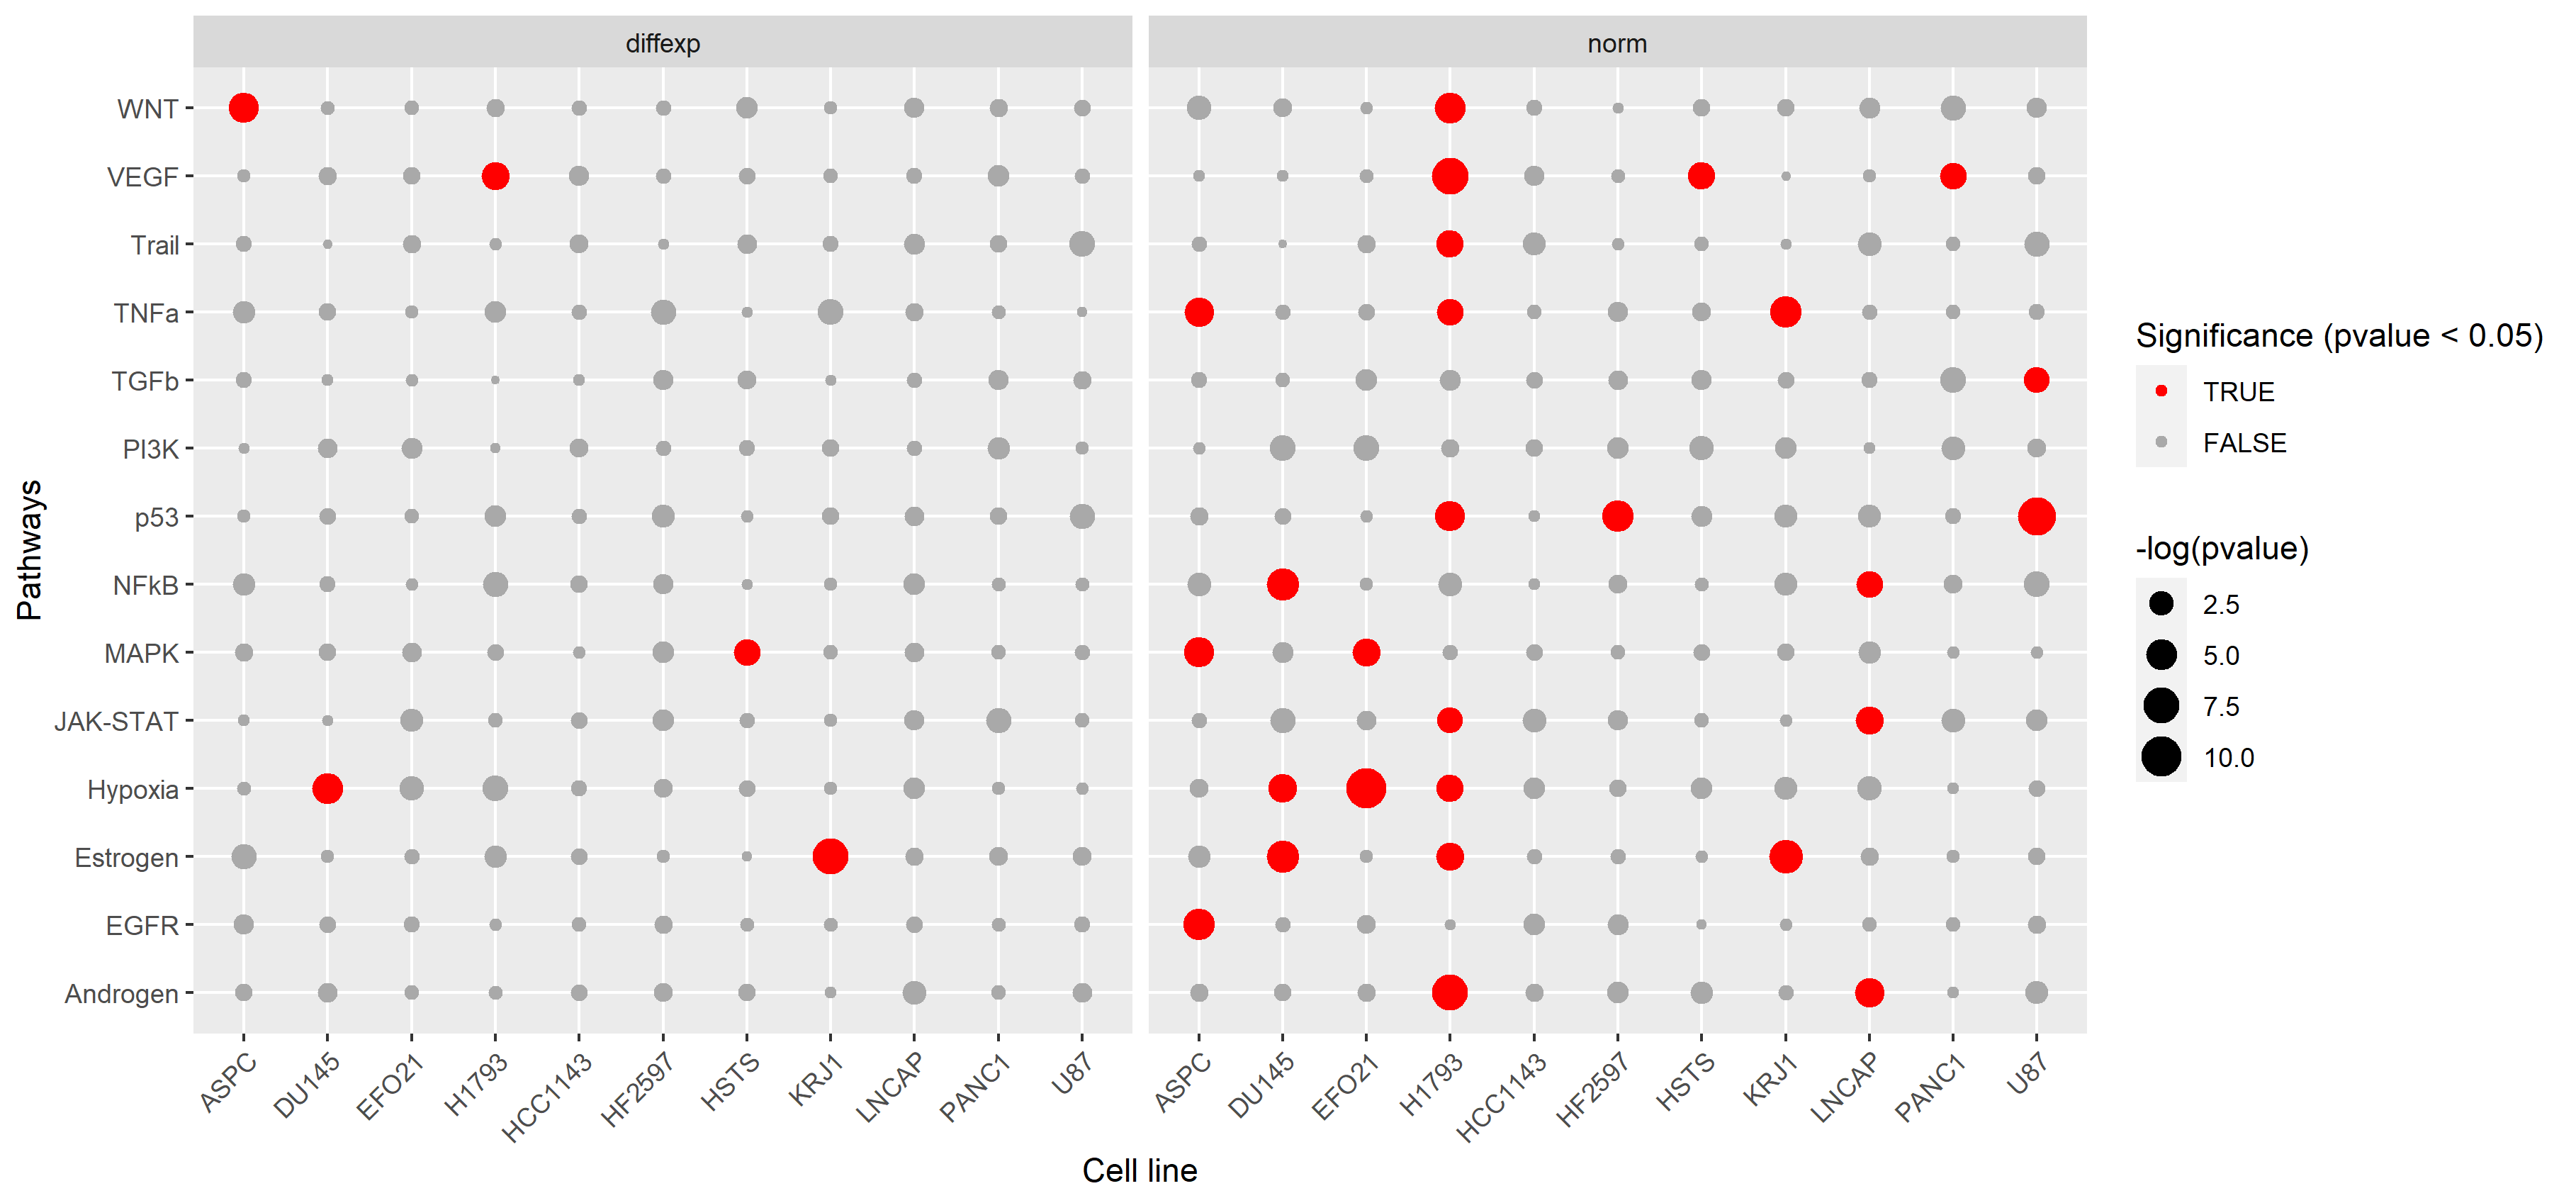 diffexp
norm
WNT
VEGF
Trail
TNFa
TGFb
PI3K
p53
NFkB
MAPK
JAK-STAT
Hypoxia
Estrogen
EGFR
Androgen
Pathways
ASPC
DU145
EFO21
H1793
HCC1143
HF2597
HSTS
KRJ1
LNCAP
PANC1
U87
ASPC
DU145
EFO21
H1793
HCC1143
HF2597
HSTS
KRJ1
LNCAP
PANC1
U87
Cell line
Significance (pvalue < 0.05)
TRUE
FALSE
-log(pvalue)
2.5
5.0
7.5
10.0